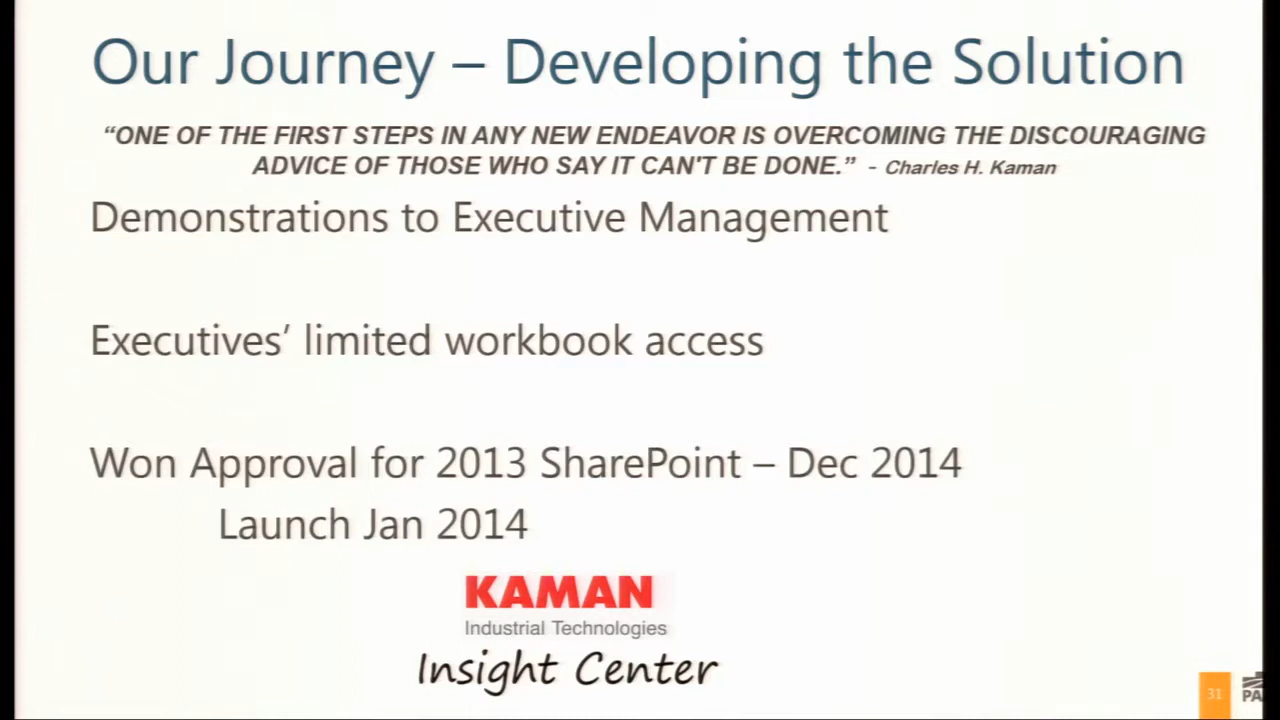 Our Journey – Developing the Solution
“ONE OF THE FIRST STEPS IN ANY NEW ENDEAVOR IS OVERCOMING THE DISCOURAGING
ADVICE OF THOSE WHO SAY IT CAN'T BE DONE.” - Charles H. Kaman
Demonstrations to Executive Management
Executives’ limited workbook access
Won Approval for 2013 SharePoint – Dec 2014
Launch Jan 2014
KAMAN
Industrial Technologies
Insight Center
31
PA